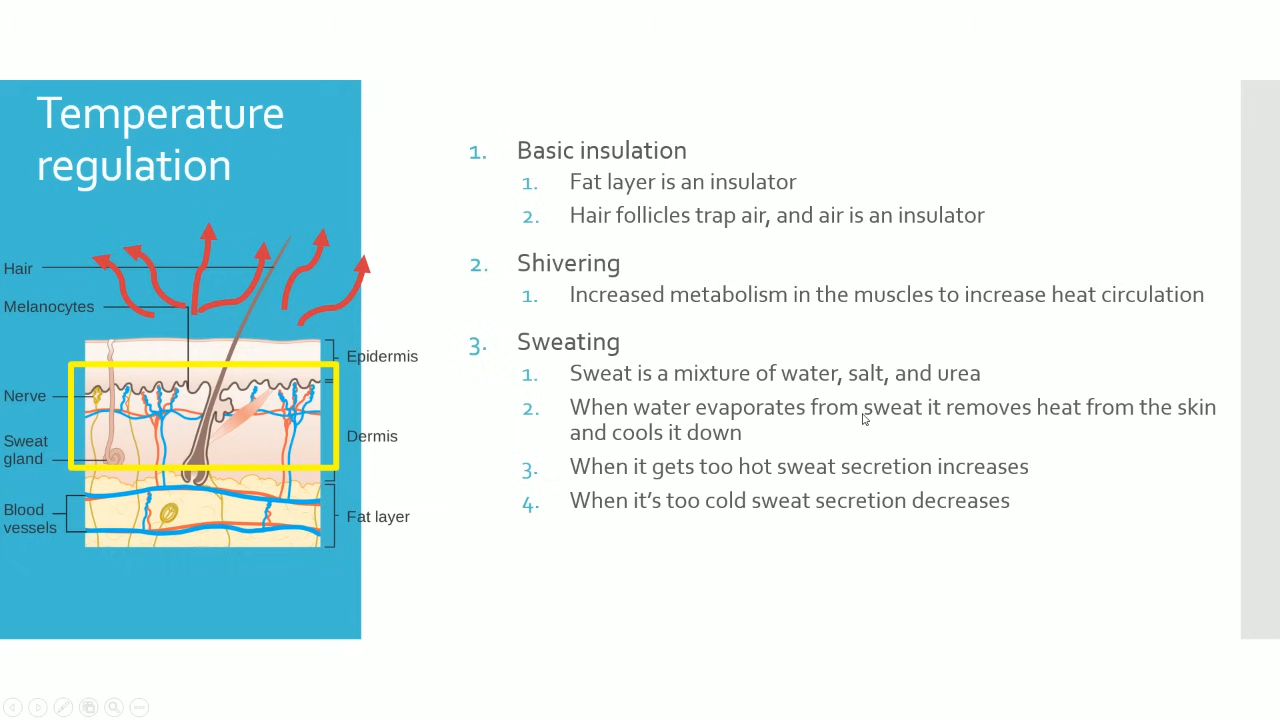 Temperature
regulation
Hair
Melanocytes
Epidermis
Nerve
Dermis
Sweat
gland
Blood
vessels
Fat layer
1. Basic insulation
1. Fat layer is an insulator
2. Hair follicles trap air, and air is an insulator
2. Shivering
1. Increased metabolism in the muscles to increase heat circulation
3. Sweating
1. Sweat is a mixture of water, salt, and urea
2. When water evaporates from sweat it removes heat from the skin
and cools it down
3. When it gets too hot sweat secretion increases
4. When it’s too cold sweat secretion decreases